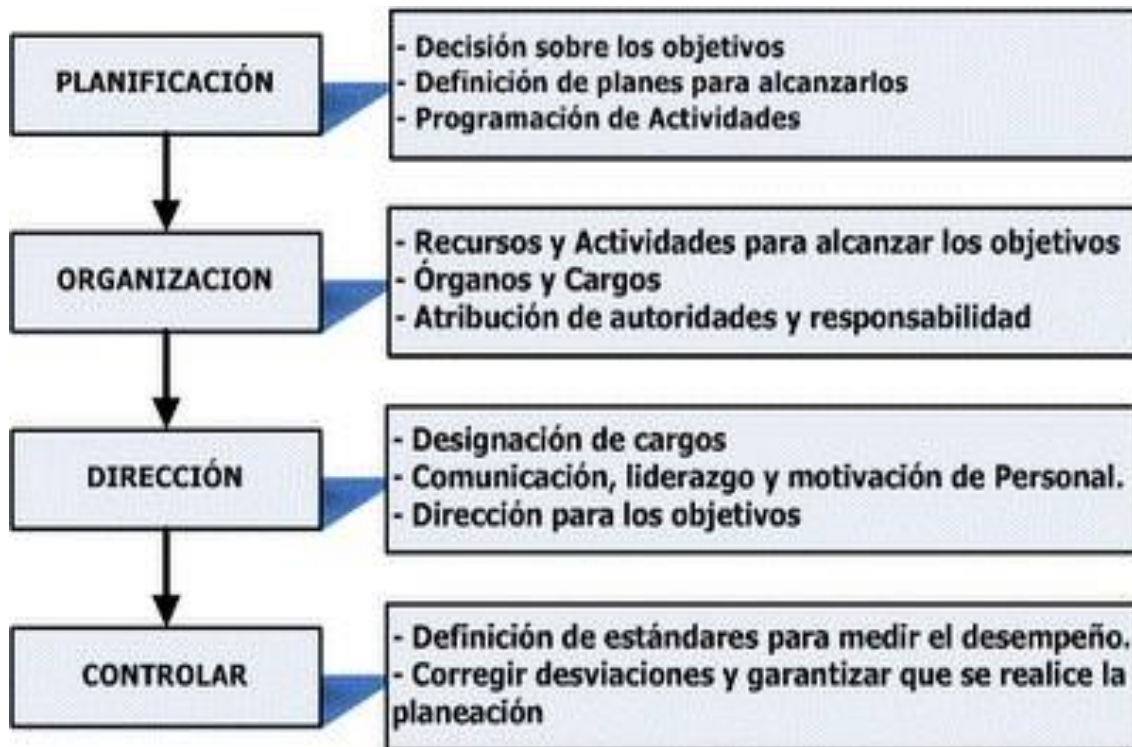 PLANIFICACIÓN
- Decisión sobre los objetivos
- Definición de planes para alcanzarlos
- Programación de Actividades
ORGANIZACION
- Recursos y Actividades para alcanzar los objetivos
- Órganos y Cargos
- Atribución de autoridades y responsabilidad
DIRECCIÓN
- Designación de cargos
- Comunicación, liderazgo y motivación de Personal.
- Dirección para los objetivos
CONTROLAR
- Definición de estándares para medir el desempeño.
- Corregir desviaciones y garantizar que se realice la
planeación